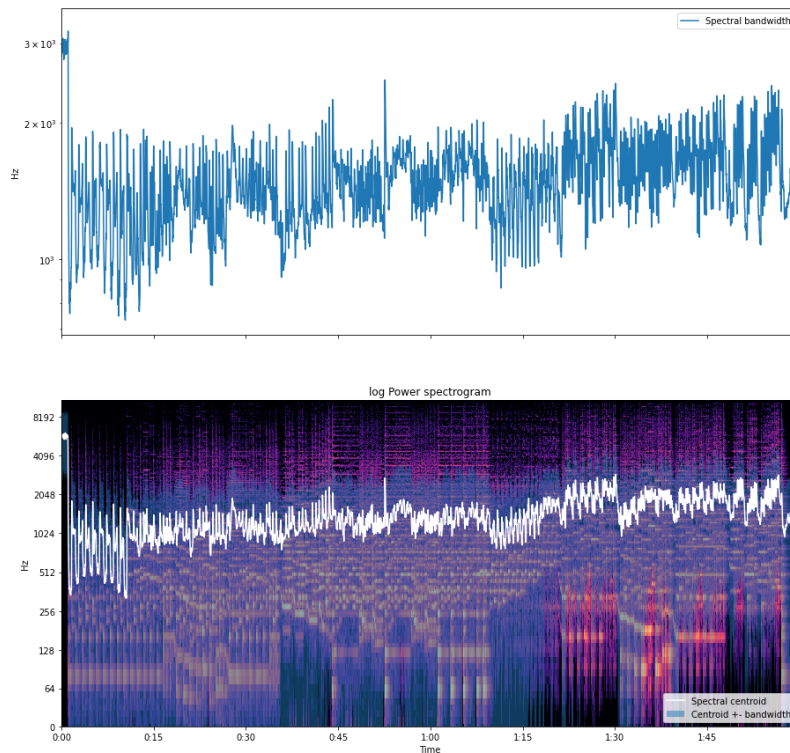 Spectral bandwidth
3 × 10³
2 × 10³
Hz
10³
log Power spectrogram
8192
4096
2048
1024
Hz
512
256
128
64
Spectral centroid
Centroid +- bandwidth
0
0:00 0:15 0:30 0:45 1:00 1:15 1:30 1:45
Time